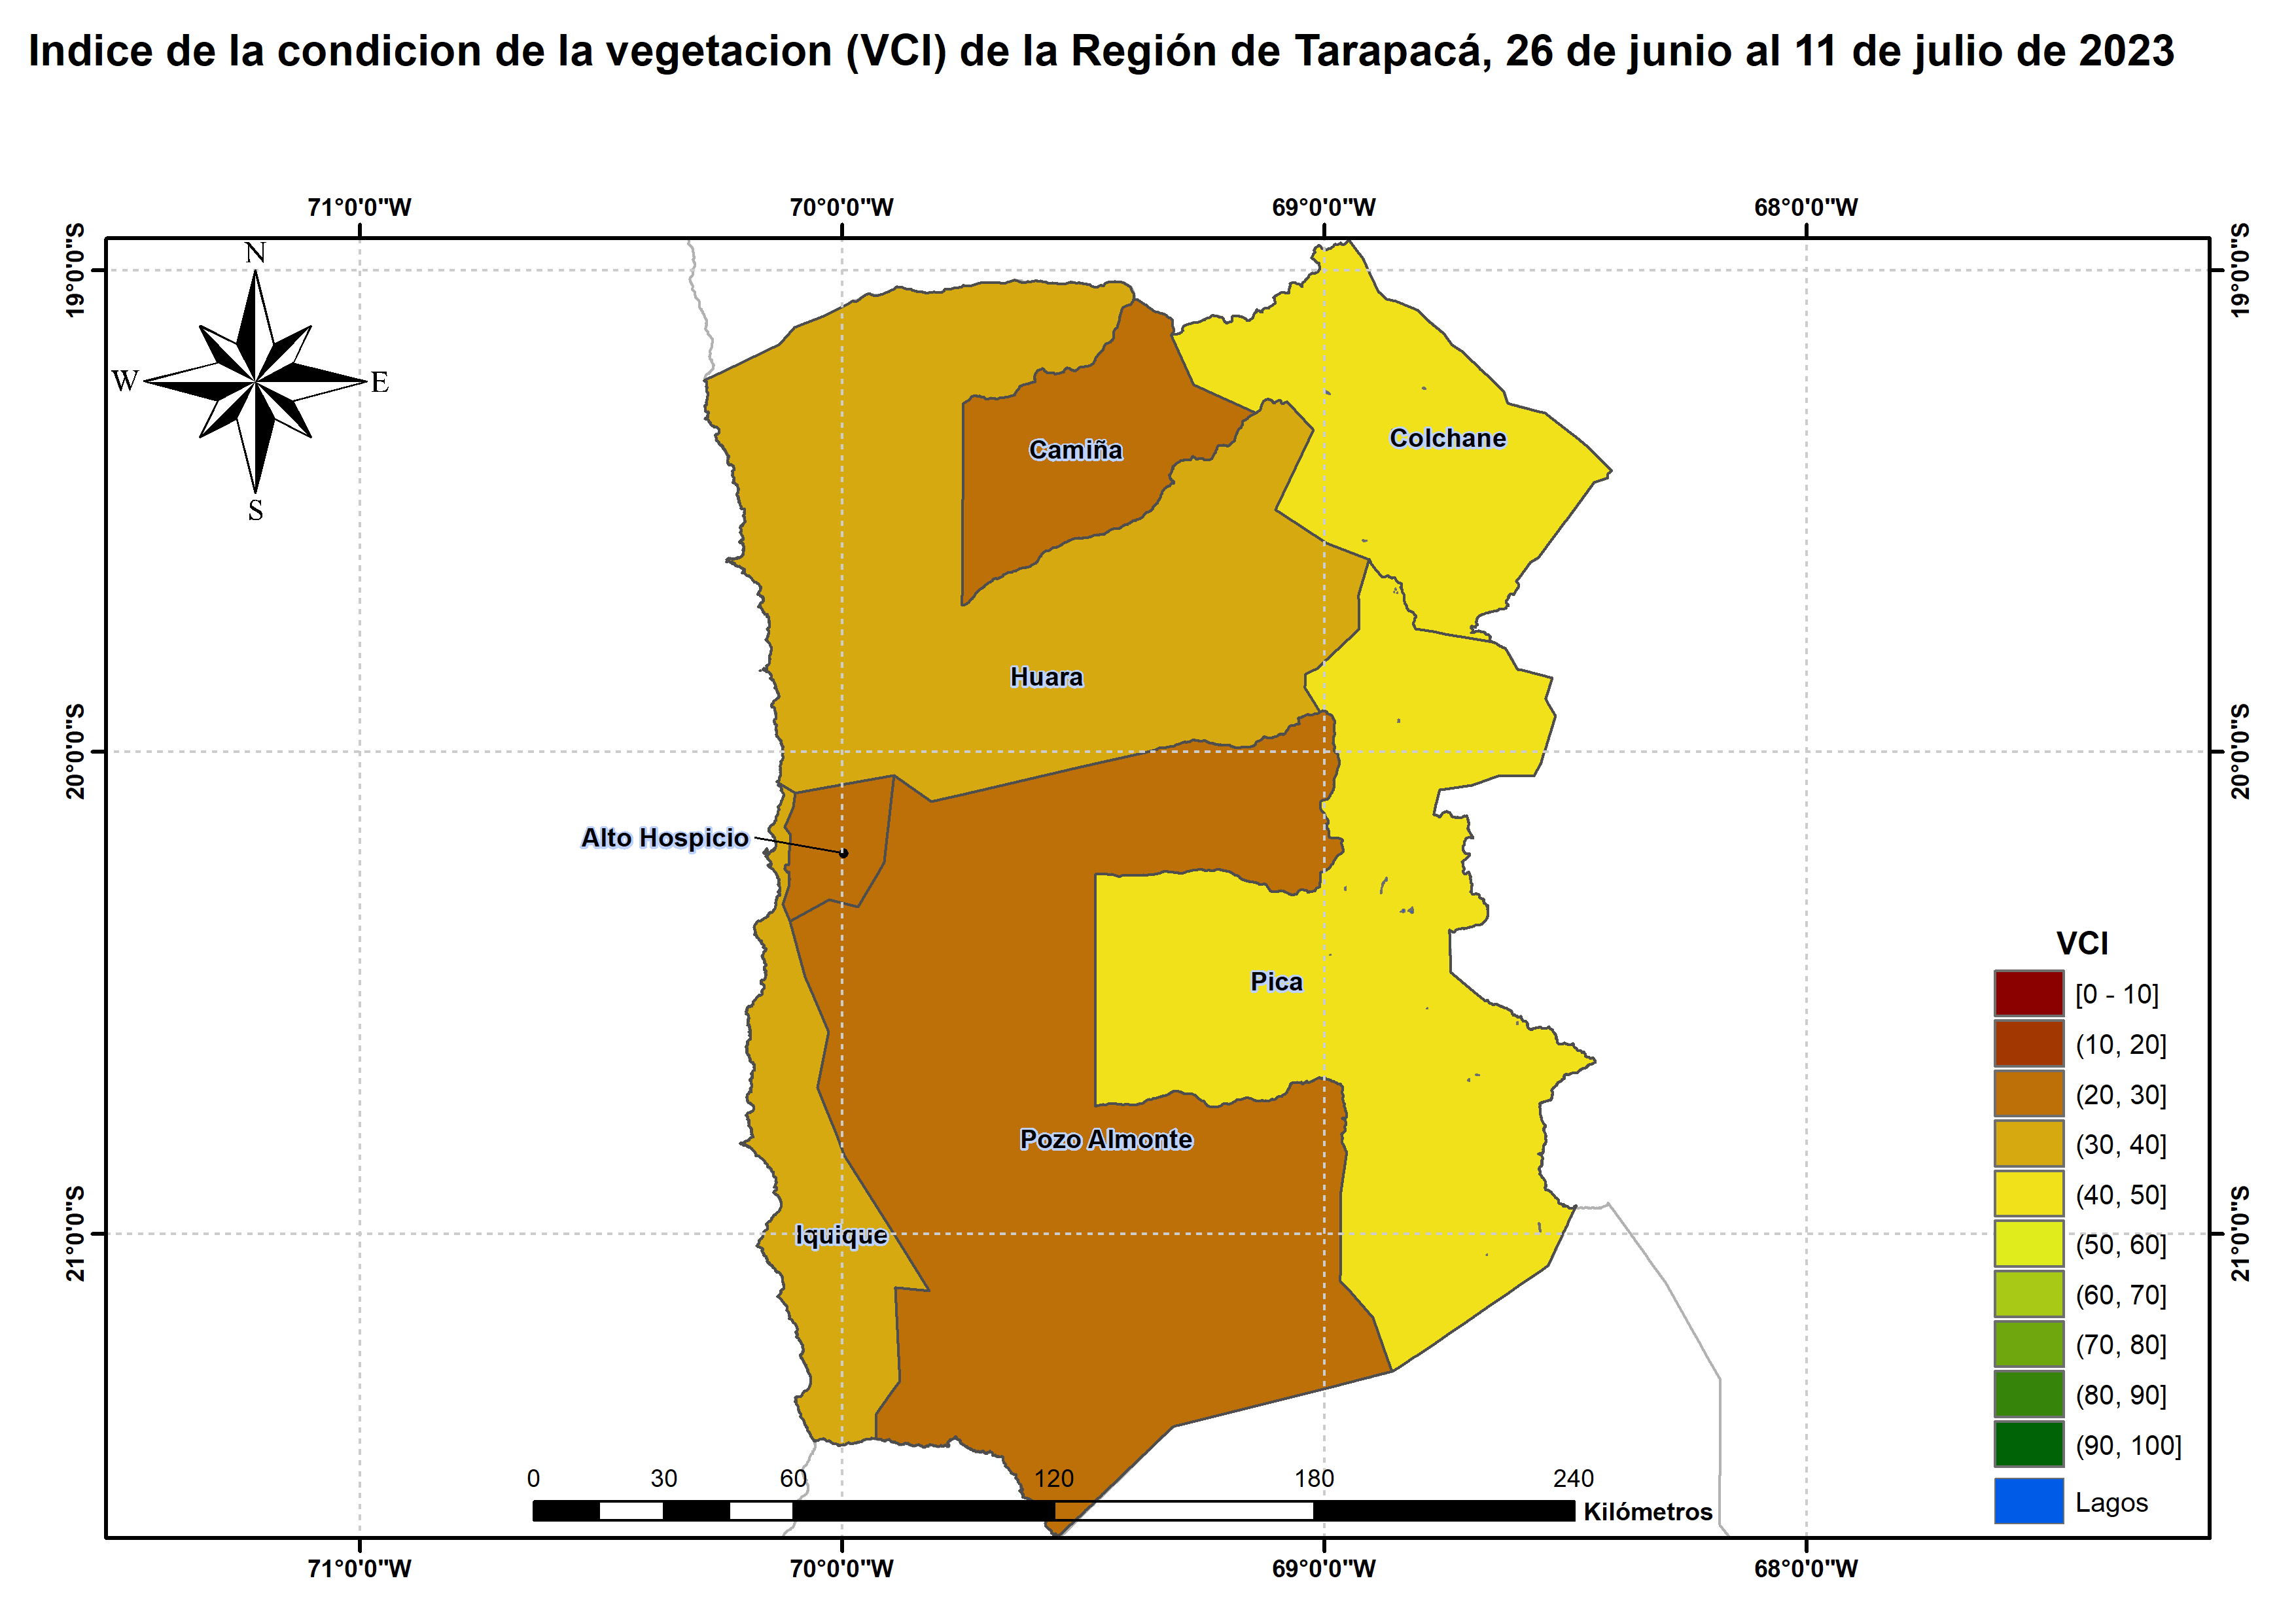 Indice de la condicion de la vegetacion (VCI) de la Región de Tarapacá, 26 de junio al 11 de julio de 2023
71°0'0"W 70°0'0"W 69°0'0"W 68°0'0"W
19°0'0"S 19°0'0"S
N
W E
S
Camiña
Colchane
Huara
20°0'0"S 20°0'0"S
Alto Hospicio
Pica
Pozo Almonte
Iquique
21°0'0"S 21°0'0"S
VCI
[0 - 10]
(10, 20]
(20, 30]
(30, 40]
(40, 50]
(50, 60]
(60, 70]
(70, 80]
(80, 90]
(90, 100]
Lagos
0 30 60 120 180 240
Kilómetros
71°0'0"W 70°0'0"W 69°0'0"W 68°0'0"W